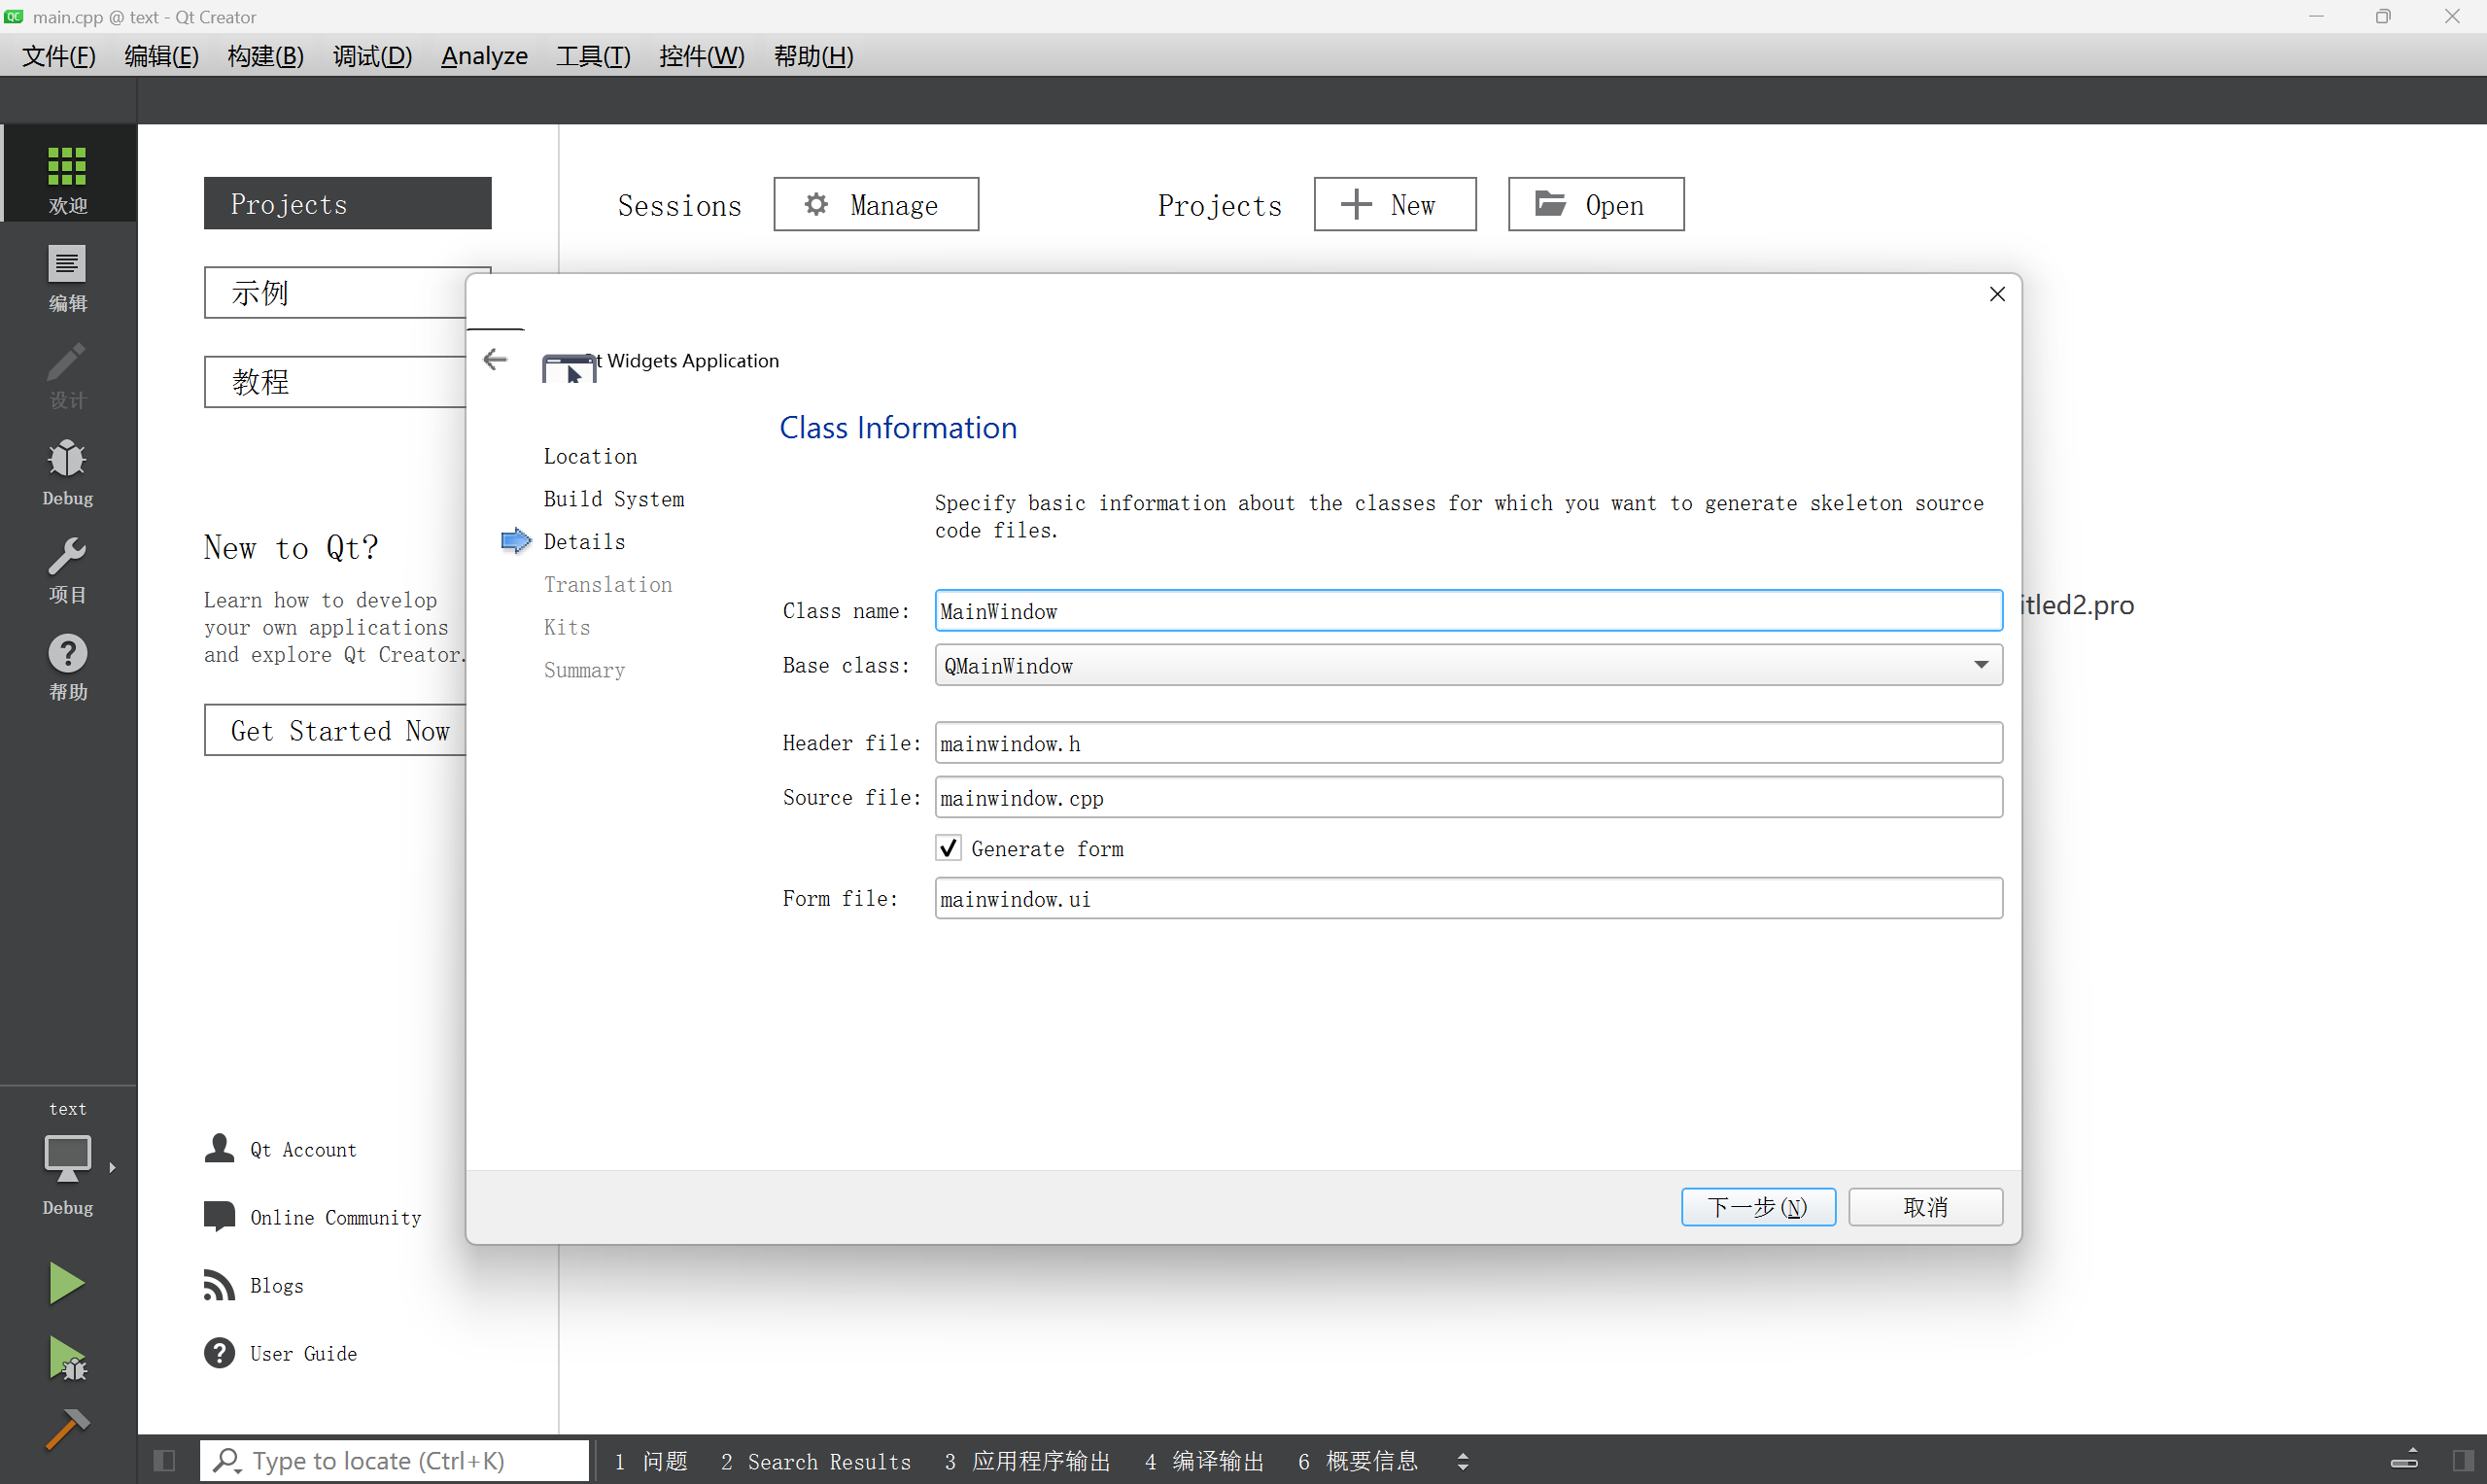 main.cpp @ text - Qt Creator
文件(F) 编辑(E) 构建(B) 调试(D) Analyze 工具(T) 控件(W) 帮助(H)
欢迎
编辑
设计
Debug
项目
帮助
text
Debug
Projects
示例
教程
New to Qt?
Learn how to develop
your own applications
and explore Qt Creator.
Get Started Now
Qt Account
Online Community
Blogs
User Guide
Sessions Manage Projects New Open
itled2.pro
t Widgets Application
Location
Build System
Details
Translation
Kits
Summary
Class Information
Specify basic information about the classes for which you want to generate skeleton source
code files.
Class name: MainWindow
Base class: QMainWindow
Header file: mainwindow.h
Source file: mainwindow.cpp
Generate form
Form file: mainwindow.ui
下一步(N) 取消
Type to locate (Ctrl+K) 1 问题 2 Search Results 3 应用程序输出 4 编译输出 6 概要信息